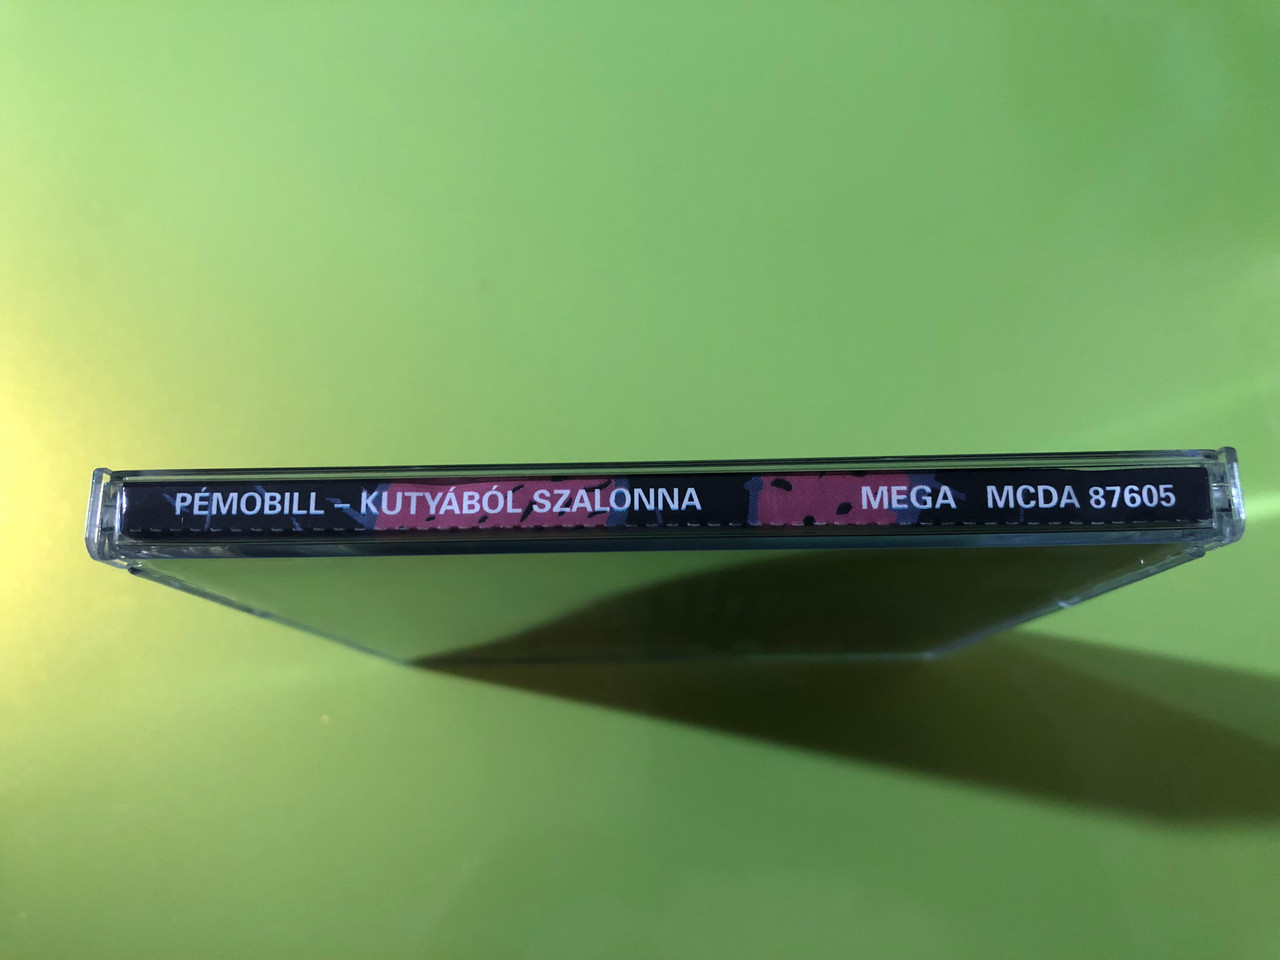 PÉMOBILL – KUTYÁBÓL SZALONNA MEGA MCDA 87605